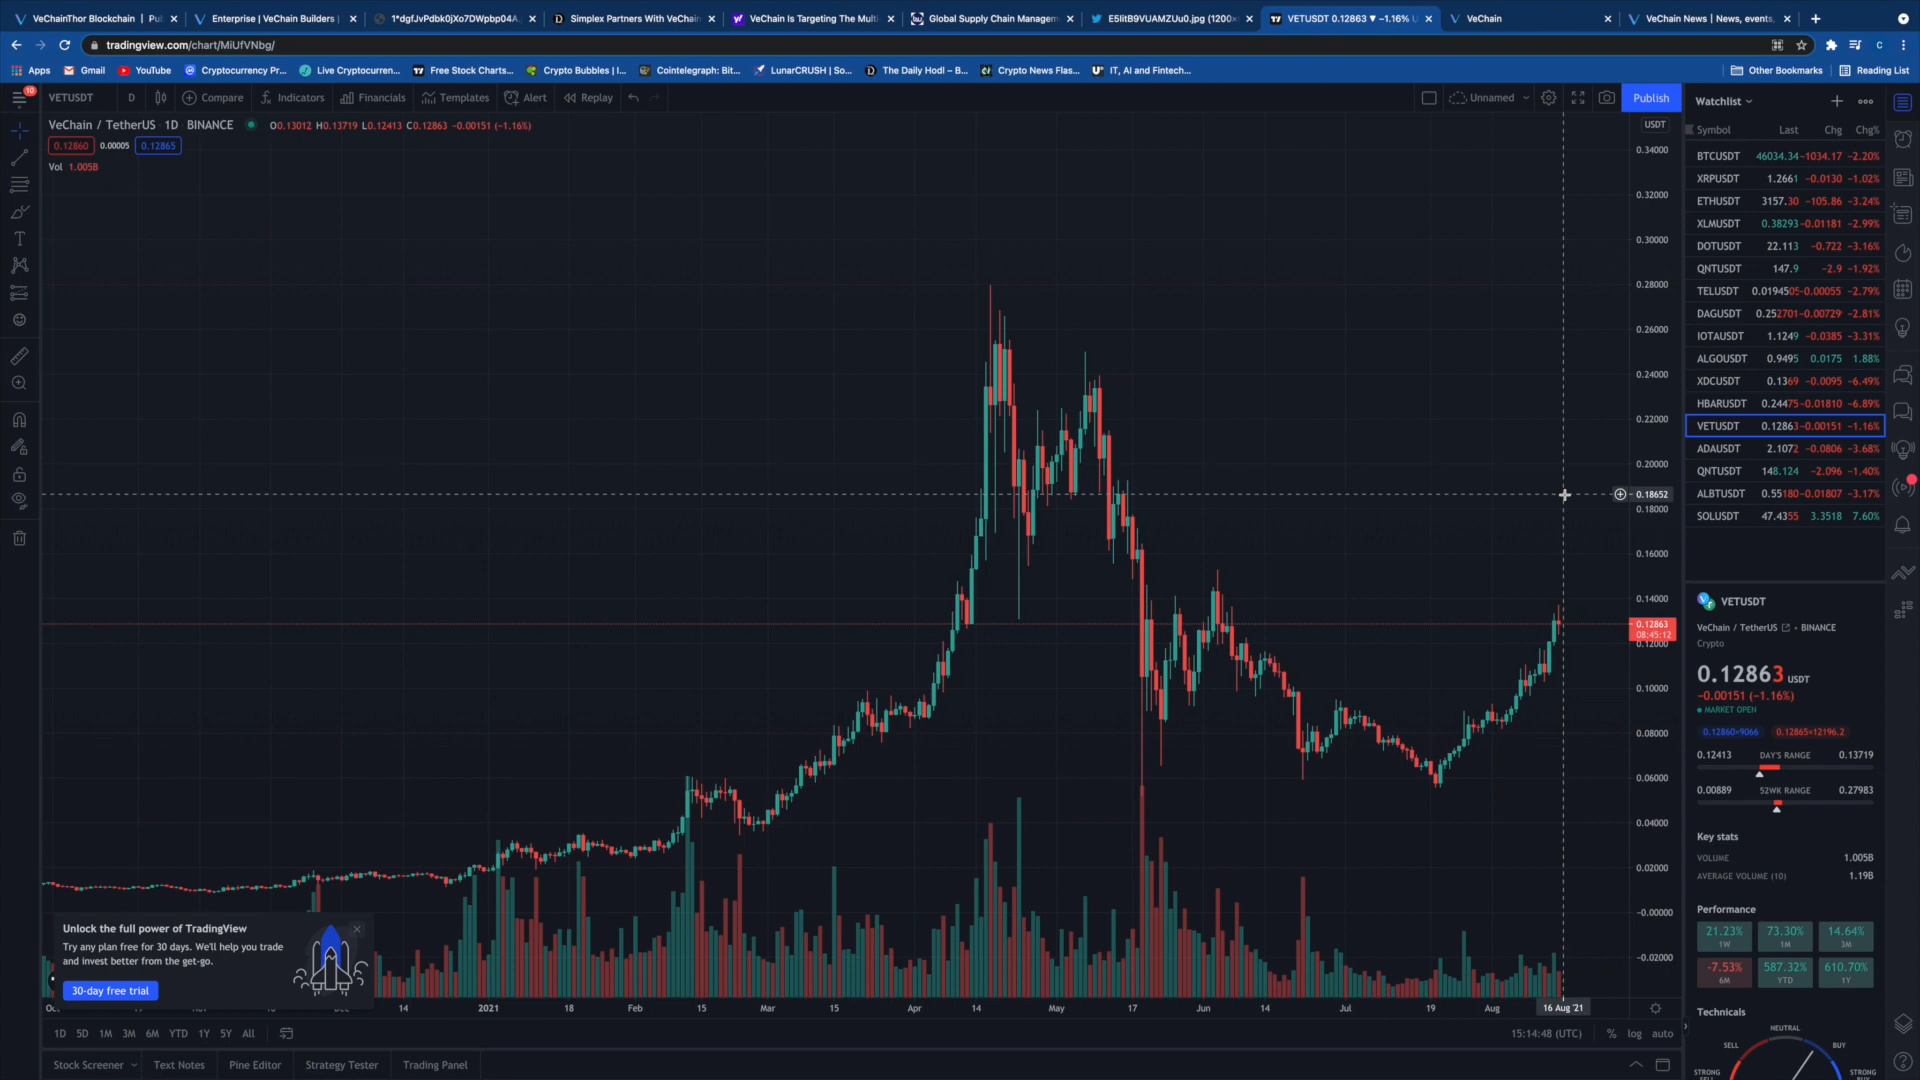 VeChainThor Blockchain | Pu
Enterprise | VeChain Builders |
1*dgfJvPdbk0jXo7DWpbp04A.
Simplex Partners With VeChain
VeChain Is Targeting The Multi
Global Supply Chain Managem
E5IitB9VUAMZUu0.jpg (1200×
VETUSDT 0.12863 ▼ −1.16% U
VeChain
VeChain News | News, events,
tradingview.com/chart/MiUfVNbg/
C
Apps
Gmail
YouTube
Cryptocurrency Pr...
Live Cryptocurren...
Free Stock Charts...
Crypto Bubbles | I...
Cointelegraph: Bit...
LunarCRUSH | So...
The Daily Hodl – B...
Crypto News Flas...
IT, AI and Fintech...
Other Bookmarks
Reading List
10
VETUSDT
D
Compare
Indicators
Financials
Templates
Alert
Replay
Unnamed
Publish
VeChain / TetherUS 1D BINANCE
O0.13012 H0.13719 L0.12413 C0.12863 −0.00151 (−1.16%)
0.12860 0.00005 0.12865
Vol 1.005B
USDT
0.34000
0.32000
0.30000
0.28000
0.26000
0.24000
0.22000
0.20000
0.18652
0.18000
0.16000
0.14000
0.12863
08:45:12
0.12000
0.10000
0.08000
0.06000
0.04000
0.02000
-0.00000
-0.02000
Unlock the full power of TradingView
Try any plan free for 30 days. We'll help you trade
and invest better from the get-go.
30-day free trial
14 2021 18 Feb 15 Mar 15 Apr 14 May 17 Jun 14 Jul 19 Aug 16 Aug '21
1D 5D 1M 3M 6M YTD 1Y 5Y All
15:14:48 (UTC) % log auto
Stock Screener
Text Notes
Pine Editor
Strategy Tester
Trading Panel
Watchlist
Symbol Last Chg Chg%
BTCUSDT 46034.34 −1034.17 −2.20%
XRPUSDT 1.2661 −0.0130 −1.02%
ETHUSDT 3157.30 −105.86 −3.24%
XLMUSDT 0.38293 −0.01181 −2.99%
DOTUSDT 22.113 −0.722 −3.16%
QNTUSDT 147.9 −2.9 −1.92%
TELUSDT 0.0194505 −0.00055 −2.79%
DAGUSDT 0.252701 −0.00729 −2.81%
IOTAUSDT 1.1249 −0.0385 −3.31%
ALGOUSDT 0.9495 0.0175 1.88%
XDCUSDT 0.1369 −0.0095 −6.49%
HBARUSDT 0.24475 −0.01810 −6.89%
VETUSDT 0.12863 −0.00151 −1.16%
ADAUSDT 2.1072 −0.0806 −3.68%
QNTUSDT 148.124 −2.096 −1.40%
ALBTUSDT 0.55180 −0.01807 −3.17%
SOLUSDT 47.4355 3.3518 7.60%
VETUSDT
VeChain / TetherUS • BINANCE
Crypto
0.12863 USDT
−0.00151 (−1.16%)
MARKET OPEN
0.12860×9066 0.12865×12196.2
0.12413 DAY'S RANGE 0.13719
0.00889 52WK RANGE 0.27983
Key stats
VOLUME 1.005B
AVERAGE VOLUME (10) 1.19B
Performance
21.23% 73.30% 14.64%
1W 1M 3M
-7.53% 587.32% 610.70%
6M YTD 1Y
Technicals
NEUTRAL
SELL BUY
STRONG STRONG